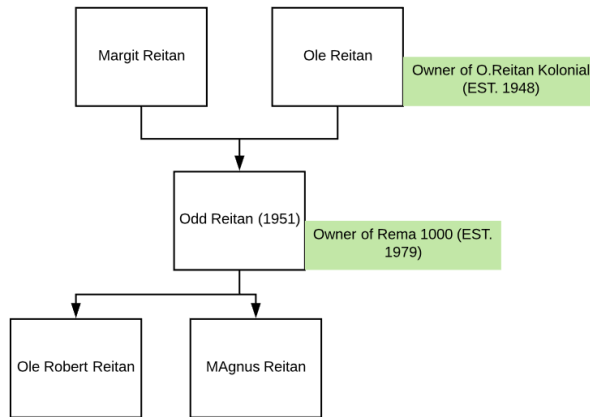 Margit Reitan
Ole Reitan
Owner of O.Reitan Kolonial
(EST. 1948)
Odd Reitan (1951)
Owner of Rema 1000 (EST.
1979)
Ole Robert Reitan
MAgnus Reitan